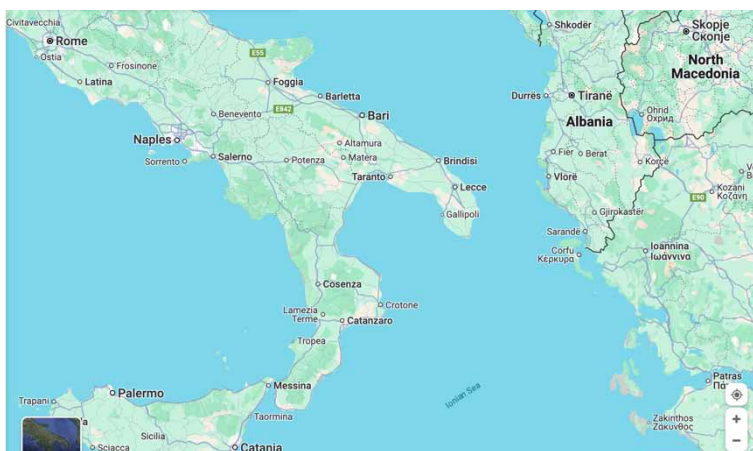 Civitavecchia
Rome
Ostia
Latina
Frosinone
E55
Foggia
Barletta
E842
Bari
Benevento
Naples
Sorrento
Salerno
Potenza
Altamura
Matera
Taranto
Brindisi
Lecce
Gallipoli
Cosenza
Crotone
Lamezia
Terme
Catanzaro
Tropea
Messina
Palermo
Trapani
Taormina
Sicilia
Sciacca
Catania
Ionian Sea
Shkodër
Skopje
Скопје
North
Macedonia
Durrës
Tiranë
Ohrid
Охрид
Albania
Fier
Berat
Korçë
Vlorë
Kozani
Κοζάνη
E90
Gjirokastër
Sarandë
Corfu
Κέρκυρα
Ioannina
Ιωάννινα
Patras
Zakinthos
Ζάκυνθος
+
−